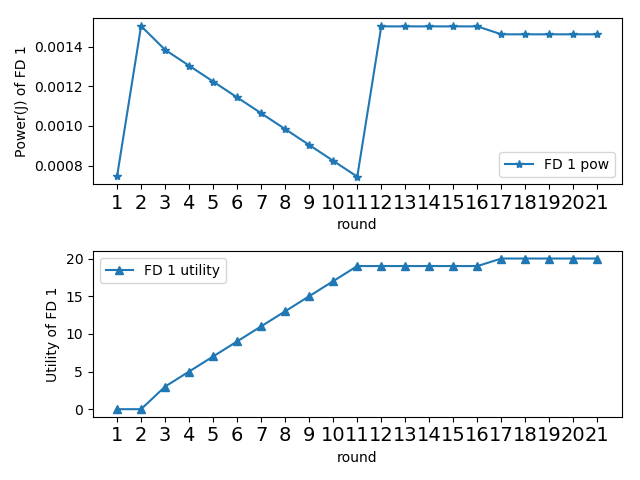 Power(J) of FD 1
0.0014
0.0012
0.0010
0.0008
FD 1 pow
1 2 3 4 5 6 7 8 9 10 11 12 13 14 15 16 17 18 19 20 21
round
Utility of FD 1
20
15
10
5
0
FD 1 utility
1 2 3 4 5 6 7 8 9 10 11 12 13 14 15 16 17 18 19 20 21
round